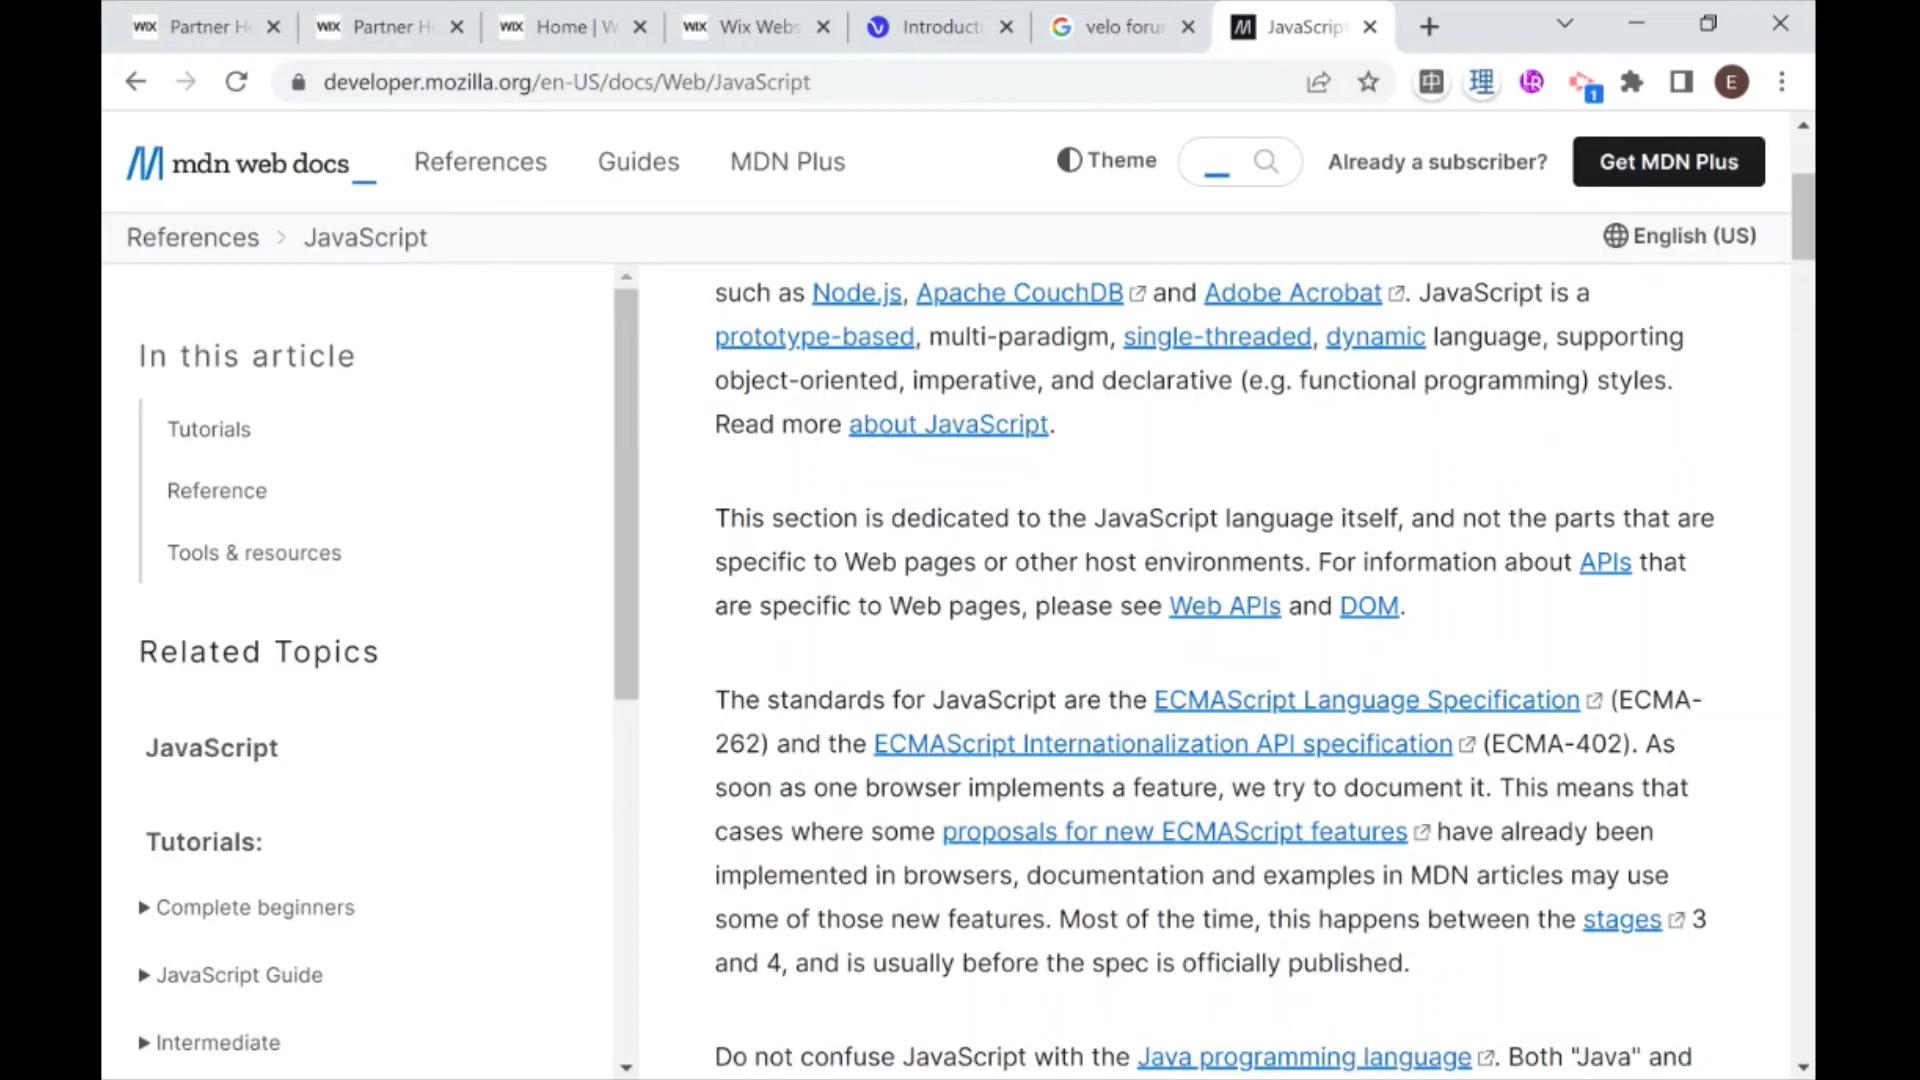 WIX Partner H
WIX Partner H
WIX Home | W
WIX Wix Webs
Introducti
velo forur
JavaScript
developer.mozilla.org/en-US/docs/Web/JavaScript
中
理
1
E
mdn web docs
References
Guides
MDN Plus
Theme
Already a subscriber?
Get MDN Plus
References > JavaScript
English (US)
In this article
Tutorials
Reference
Tools & resources
Related Topics
JavaScript
Tutorials:
Complete beginners
JavaScript Guide
Intermediate
such as Node.js, Apache CouchDB and Adobe Acrobat. JavaScript is a
prototype-based, multi-paradigm, single-threaded, dynamic language, supporting
object-oriented, imperative, and declarative (e.g. functional programming) styles.
Read more about JavaScript.
This section is dedicated to the JavaScript language itself, and not the parts that are
specific to Web pages or other host environments. For information about APIs that
are specific to Web pages, please see Web APIs and DOM.
The standards for JavaScript are the ECMAScript Language Specification (ECMA-
262) and the ECMAScript Internationalization API specification (ECMA-402). As
soon as one browser implements a feature, we try to document it. This means that
cases where some proposals for new ECMAScript features have already been
implemented in browsers, documentation and examples in MDN articles may use
some of those new features. Most of the time, this happens between the stages 3
and 4, and is usually before the spec is officially published.
Do not confuse JavaScript with the Java programming language. Both "Java" and